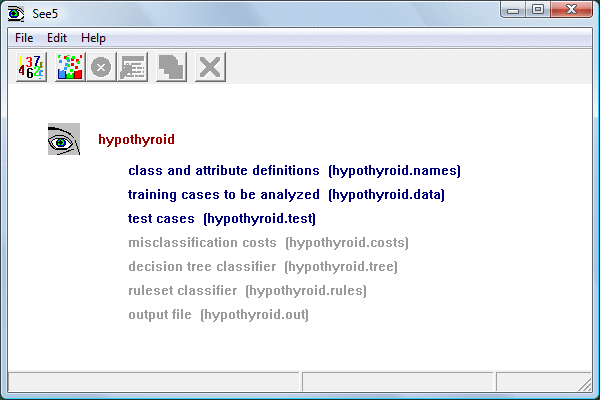 See5
File Edit Help
hypothyroid
class and attribute definitions (hypothyroid.names)
training cases to be analyzed (hypothyroid.data)
test cases (hypothyroid.test)
misclassification costs (hypothyroid.costs)
decision tree classifier (hypothyroid.tree)
ruleset classifier (hypothyroid.rules)
output file (hypothyroid.out)